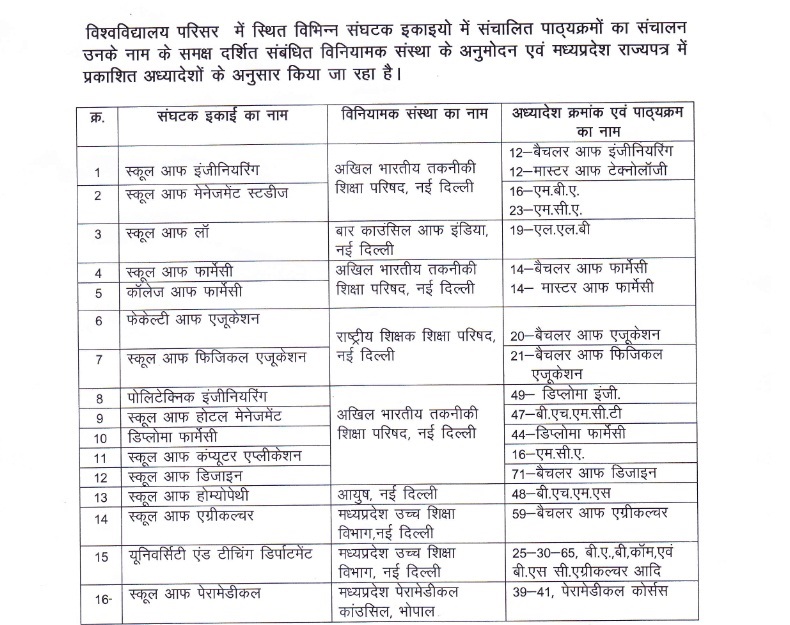 विश्वविद्यालय परिसर में स्थित विभिन्न संघटक इकाइयो में संचालित पाठ्यक्रमों का संचालन
उनके नाम के समक्ष दर्शित संबंधित विनियामक संस्था के अनुमोदन एवं मध्यप्रदेश राज्यपत्र में
प्रकाशित अध्यादेशों के अनुसार किया जा रहा है।
क्र. संघटक इकाई का नाम विनियामक संस्था का नाम अध्यादेश क्रमांक एवं पाठ्यक्रम
का नाम
12–बैचलर आफ इंजीनियरिंग
1 स्कूल आफ इंजीनियरिंग अखिल भारतीय तकनीकी 12–मास्टर आफ टेक्नोलॉजी
2 स्कूल आफ मेनेजमेंट स्टडीज शिक्षा परिषद, नई दिल्ली 16–एम.बी.ए.
23–एम.सी.ए.
3 स्कूल आफ लॉ बार काउंसिल आफ इंडिया, 19–एल.एल.बी
नई दिल्ली
4 स्कूल आफ फार्मेसी अखिल भारतीय तकनीकी 14–बैचलर आफ फार्मेसी
5 कॉलेज आफ फार्मेसी शिक्षा परिषद, नई दिल्ली 14– मास्टर आफ फार्मेसी
6 फेकेल्टी आफ एजूकेशन
राष्ट्रीय शिक्षक शिक्षा परिषद, 20–बैचलर आफ एजूकेशन
7 स्कूल आफ फिजिकल एजूकेशन नई दिल्ली 21–बैचलर आफ फिजिकल
एजूकेशन
8 पोलिटेक्निक इंजीनियरिंग 49– डिप्लोमा इंजी.
9 स्कूल आफ होटल मेनेजमेंट अखिल भारतीय तकनीकी 47–बी.एच.एम.सी.टी
10 डिप्लोमा फार्मेसी शिक्षा परिषद, नई दिल्ली 44–डिप्लोमा फार्मेसी
11 स्कूल आफ कंप्यूटर एप्लीकेशन 16–एम.सी.ए.
12 स्कूल आफ डिजाइन 71–बैचलर आफ डिजाइन
13 स्कूल आफ होम्योपेथी आयुष, नई दिल्ली 48–बी.एच.एम.एस
14 स्कूल आफ एग्रीकल्चर मध्यप्रदेश उच्च शिक्षा 59–बैचलर आफ एग्रीकल्चर
विभाग,नई दिल्ली
15 यूनिवर्सिटी एंड टीचिंग डिर्पाटमेंट मध्यप्रदेश उच्च शिक्षा 25–30–65, बी.ए.,बी,कॉम,एवं
विभाग, नई दिल्ली बी.एस सी.एग्रीकल्चर आदि
16 स्कूल आफ पेरामेडीकल मध्यप्रदेश पेरामेडीकल 39–41, पेरामेडीकल कोर्सस
कांउसिल, भोपाल